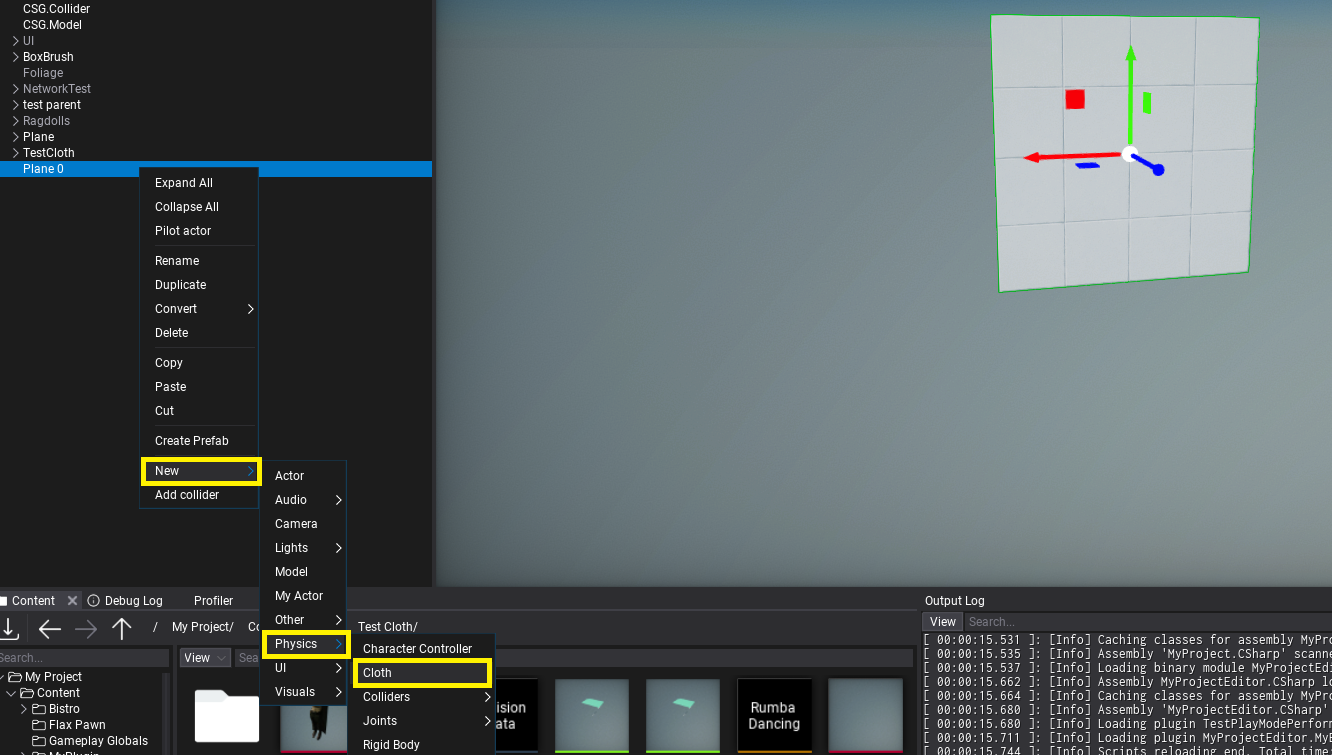 CSG.Collider
CSG.Model
UI
BoxBrush
Foliage
NetworkTest
test parent
Ragdolls
Plane
TestCloth
Plane 0
Expand All
Collapse All
Pilot actor
Rename
Duplicate
Convert
Delete
Copy
Paste
Cut
Create Prefab
New
Add collider
Actor
Audio
Camera
Lights
Model
My Actor
Other
Physics
UI
Visuals
Character Controller
Cloth
Colliders
Joints
Rigid Body
Content
Debug Log
Profiler
/ My Project/ Co
Test Cloth/
Search...
View
Sea
My Project
Content
Bistro
Flax Pawn
Gameplay Globals
MyPlugin
ision
ata
Rumba
Dancing
Output Log
View
Search...
[ 00:00:15.531 ]: [Info] Caching classes for assembly MyPro
[ 00:00:15.535 ]: [Info] Assembly 'MyProject.CSharp' scanne
[ 00:00:15.537 ]: [Info] Loading binary module MyProjectEdi
[ 00:00:15.662 ]: [Info] Assembly MyProjectEditor.CSharp lo
[ 00:00:15.664 ]: [Info] Caching classes for assembly MyPro
[ 00:00:15.680 ]: [Info] Assembly 'MyProjectEditor.CSharp'
[ 00:00:15.680 ]: [Info] Loading plugin TestPlayModePerform
[ 00:00:15.711 ]: [Info] Loading plugin MyProjectEditor.MyE
[ 00:00:15.744 ]: [Info] Scripts reloading end. Total time